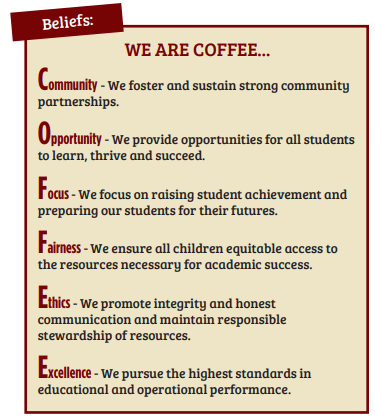 Beliefs:
WE ARE COFFEE...
Community - We foster and sustain strong community
partnerships.
Opportunity - We provide opportunities for all students
to learn, thrive and succeed.
Focus - We focus on raising student achievement and
preparing our students for their futures.
Fairness - We ensure all children equitable access to
the resources necessary for academic success.
Ethics - We promote integrity and honest
communication and maintain responsible
stewardship of resources.
Excellence - We pursue the highest standards in
educational and operational performance.